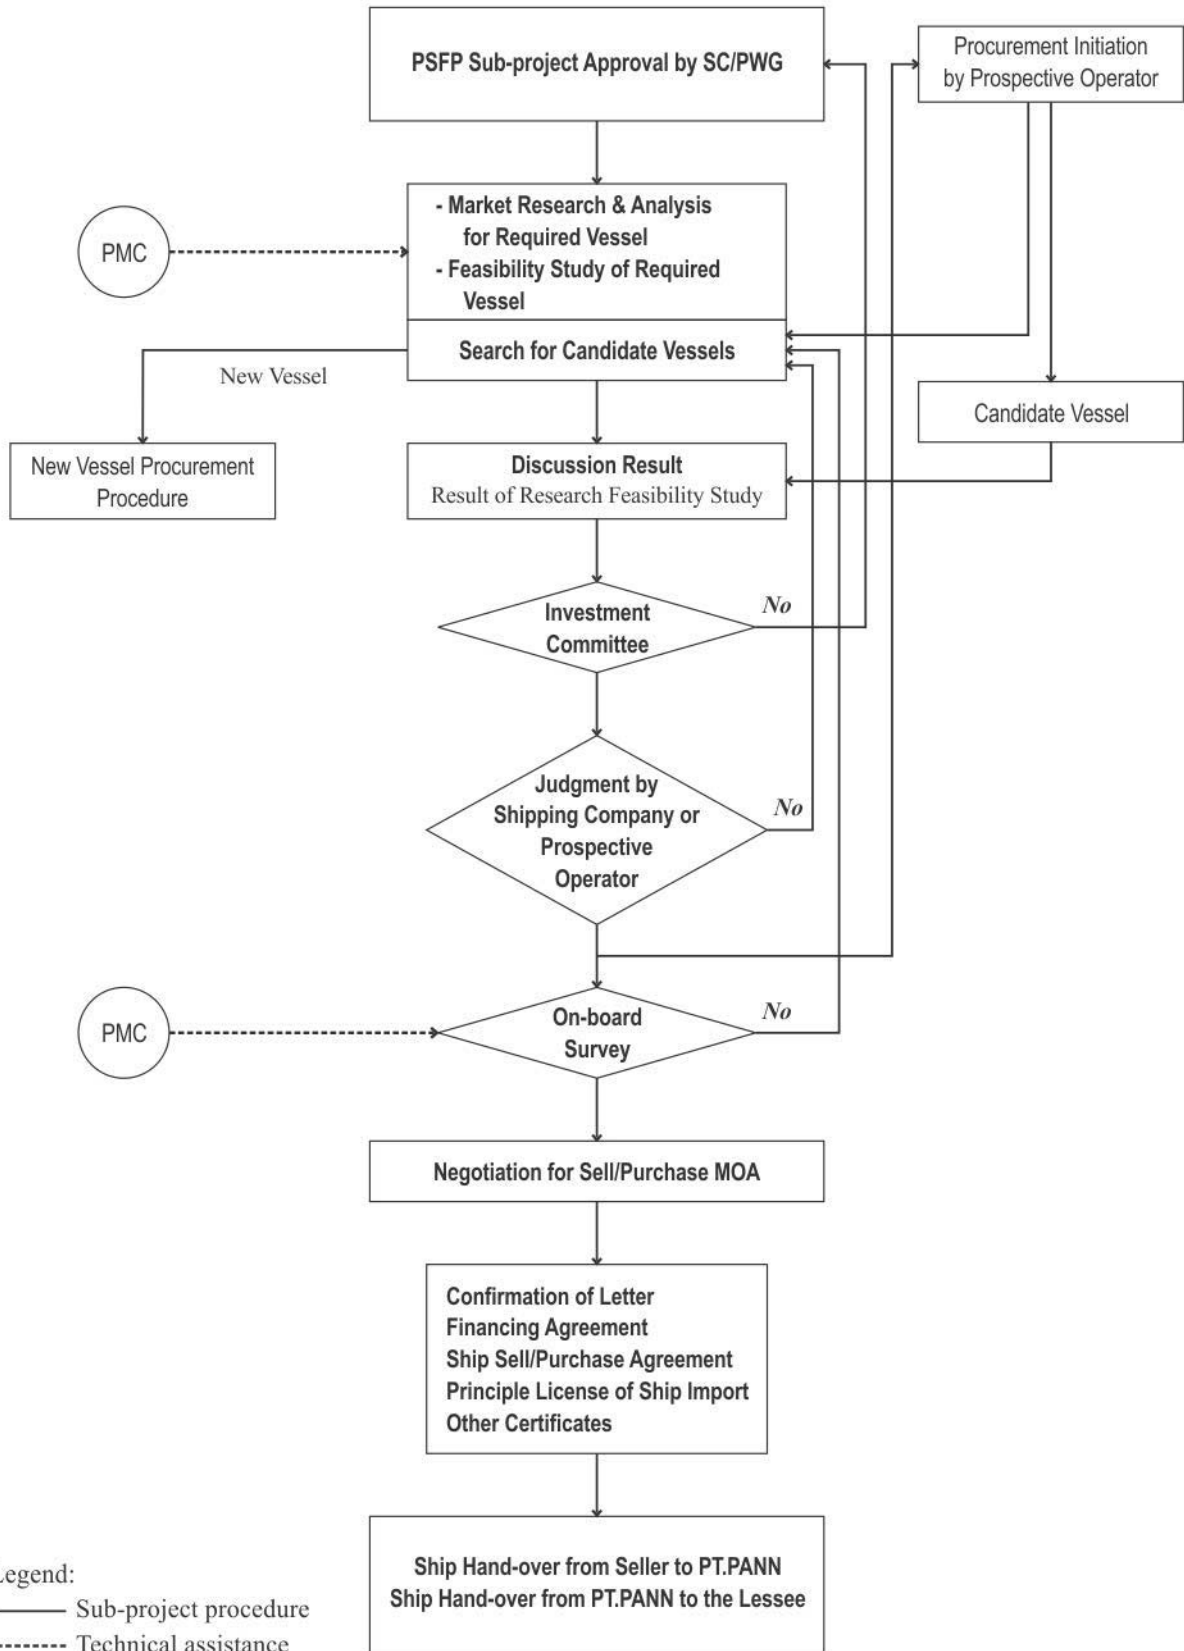 PSFP Sub-project Approval by SC/PWG
Procurement Initiation
by Prospective Operator
- Market Research & Analysis
for Required Vessel
- Feasibility Study of Required
Vessel
PMC
Search for Candidate Vessels
New Vessel
Candidate Vessel
New Vessel Procurement
Procedure
Discussion Result
Result of Research Feasibility Study
Investment
Committee
No
Judgment by
Shipping Company or
Prospective
Operator
No
PMC
On-board
Survey
No
Negotiation for Sell/Purchase MOA
Confirmation of Letter
Financing Agreement
Ship Sell/Purchase Agreement
Principle License of Ship Import
Other Certificates
Ship Hand-over from Seller to PT.PANN
Ship Hand-over from PT.PANN to the Lessee
Legend:
Sub-project procedure
Technical assistance